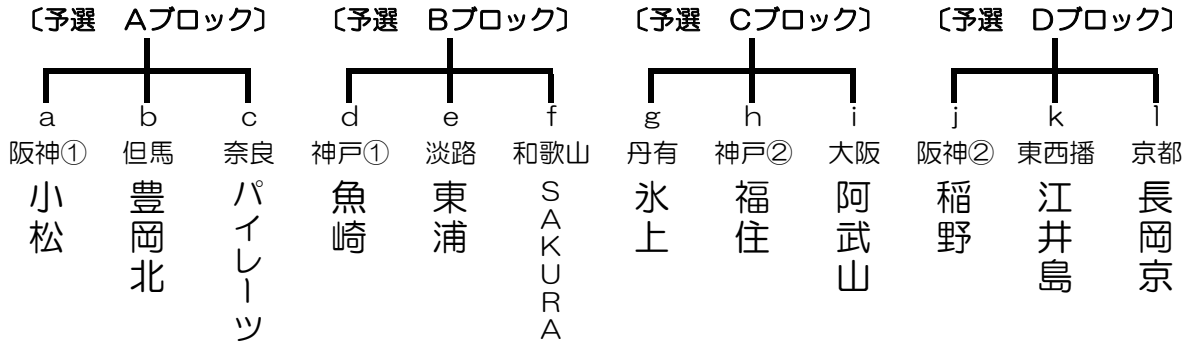 〔予選　Aブロック〕　〔予選　Bブロック〕　〔予選　Cブロック〕　〔予選　Dブロック〕
a　b　c　d　e　f　g　h　i　j　k　l
阪神①　但馬　奈良　神戸①　淡路　和歌山　丹有　神戸②　大阪　阪神②　東西播　京都
小松　豊岡北　パイレーツ　魚崎　東浦　SAKURA　氷上　福住　阿武山　稲野　江井島　長岡京